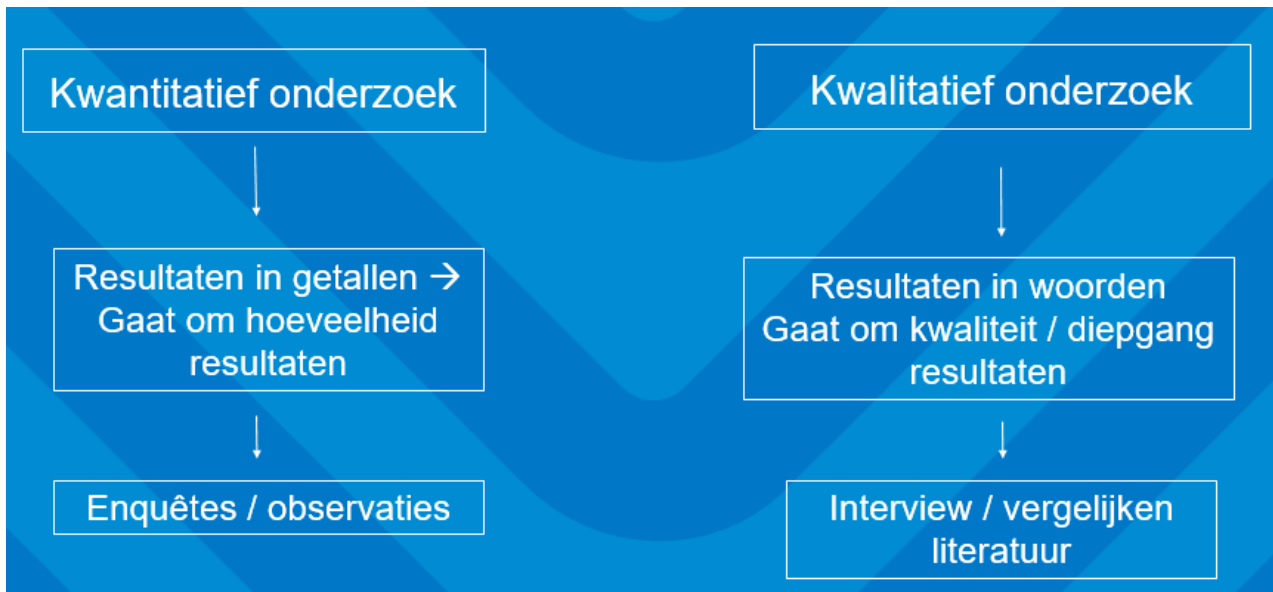 Kwantitatief onderzoek
Resultaten in getallen →
Gaat om hoeveelheid
resultaten
Enquêtes / observaties
Kwalitatief onderzoek
Resultaten in woorden
Gaat om kwaliteit / diepgang
resultaten
Interview / vergelijken
literatuur